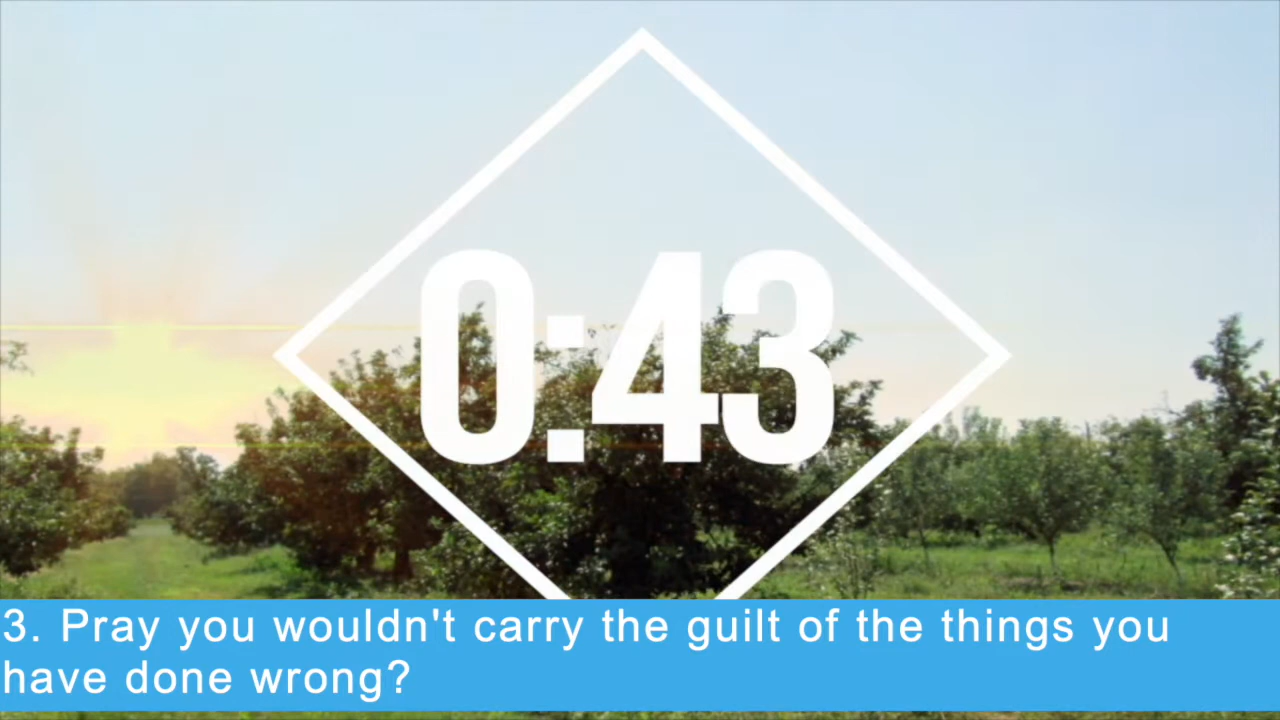 0:43
3. Pray you wouldn't carry the guilt of the things you
have done wrong?